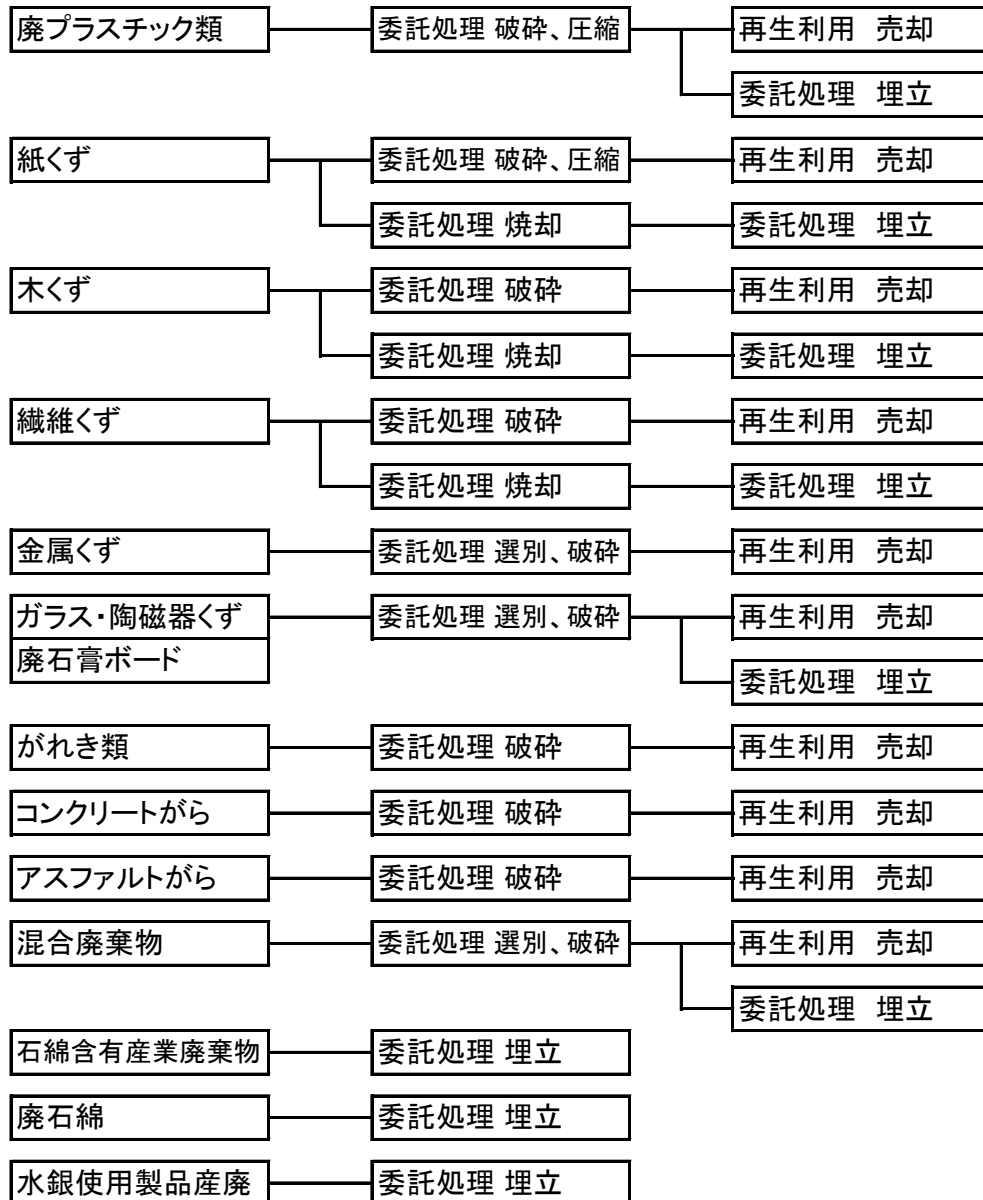 廃プラスチック類
委託処理 破砕、圧縮
再生利用 売却
委託処理 埋立
紙くず
委託処理 破砕、圧縮
再生利用 売却
委託処理 焼却
委託処理 埋立
木くず
委託処理 破砕
再生利用 売却
委託処理 焼却
委託処理 埋立
繊維くず
委託処理 破砕
再生利用 売却
委託処理 焼却
委託処理 埋立
金属くず
委託処理 選別、破砕
再生利用 売却
ガラス・陶磁器くず
委託処理 選別、破砕
再生利用 売却
廃石膏ボード
委託処理 埋立
がれき類
委託処理 破砕
再生利用 売却
コンクリートがら
委託処理 破砕
再生利用 売却
アスファルトがら
委託処理 破砕
再生利用 売却
混合廃棄物
委託処理 選別、破砕
再生利用 売却
委託処理 埋立
石綿含有産業廃棄物
委託処理 埋立
廃石綿
委託処理 埋立
水銀使用製品産廃
委託処理 埋立